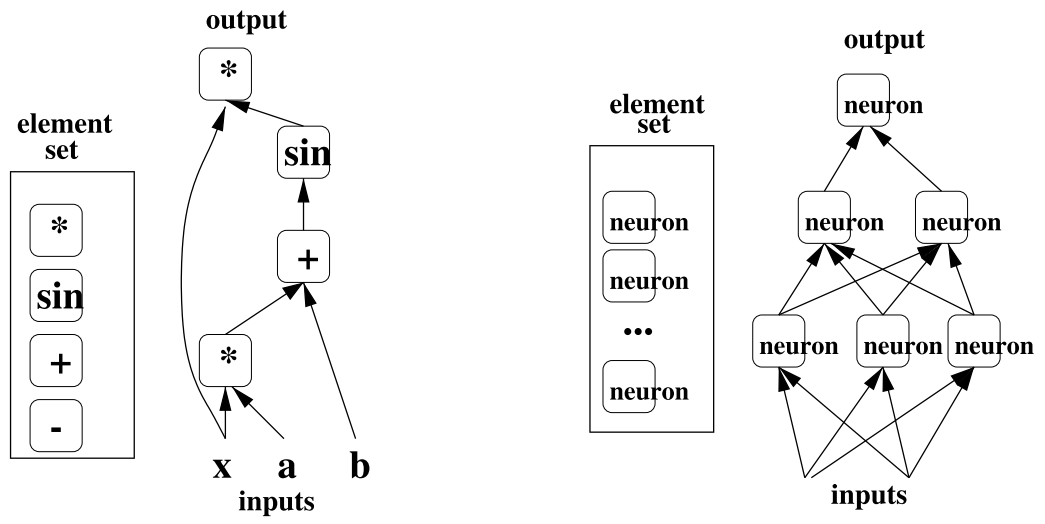 output
*
element
set
sin
*
sin
+
+
*
-
x a b
inputs
output
neuron
element
set
neuron
neuron
neuron
neuron
...
neuron
neuron
neuron
neuron
neuron
inputs